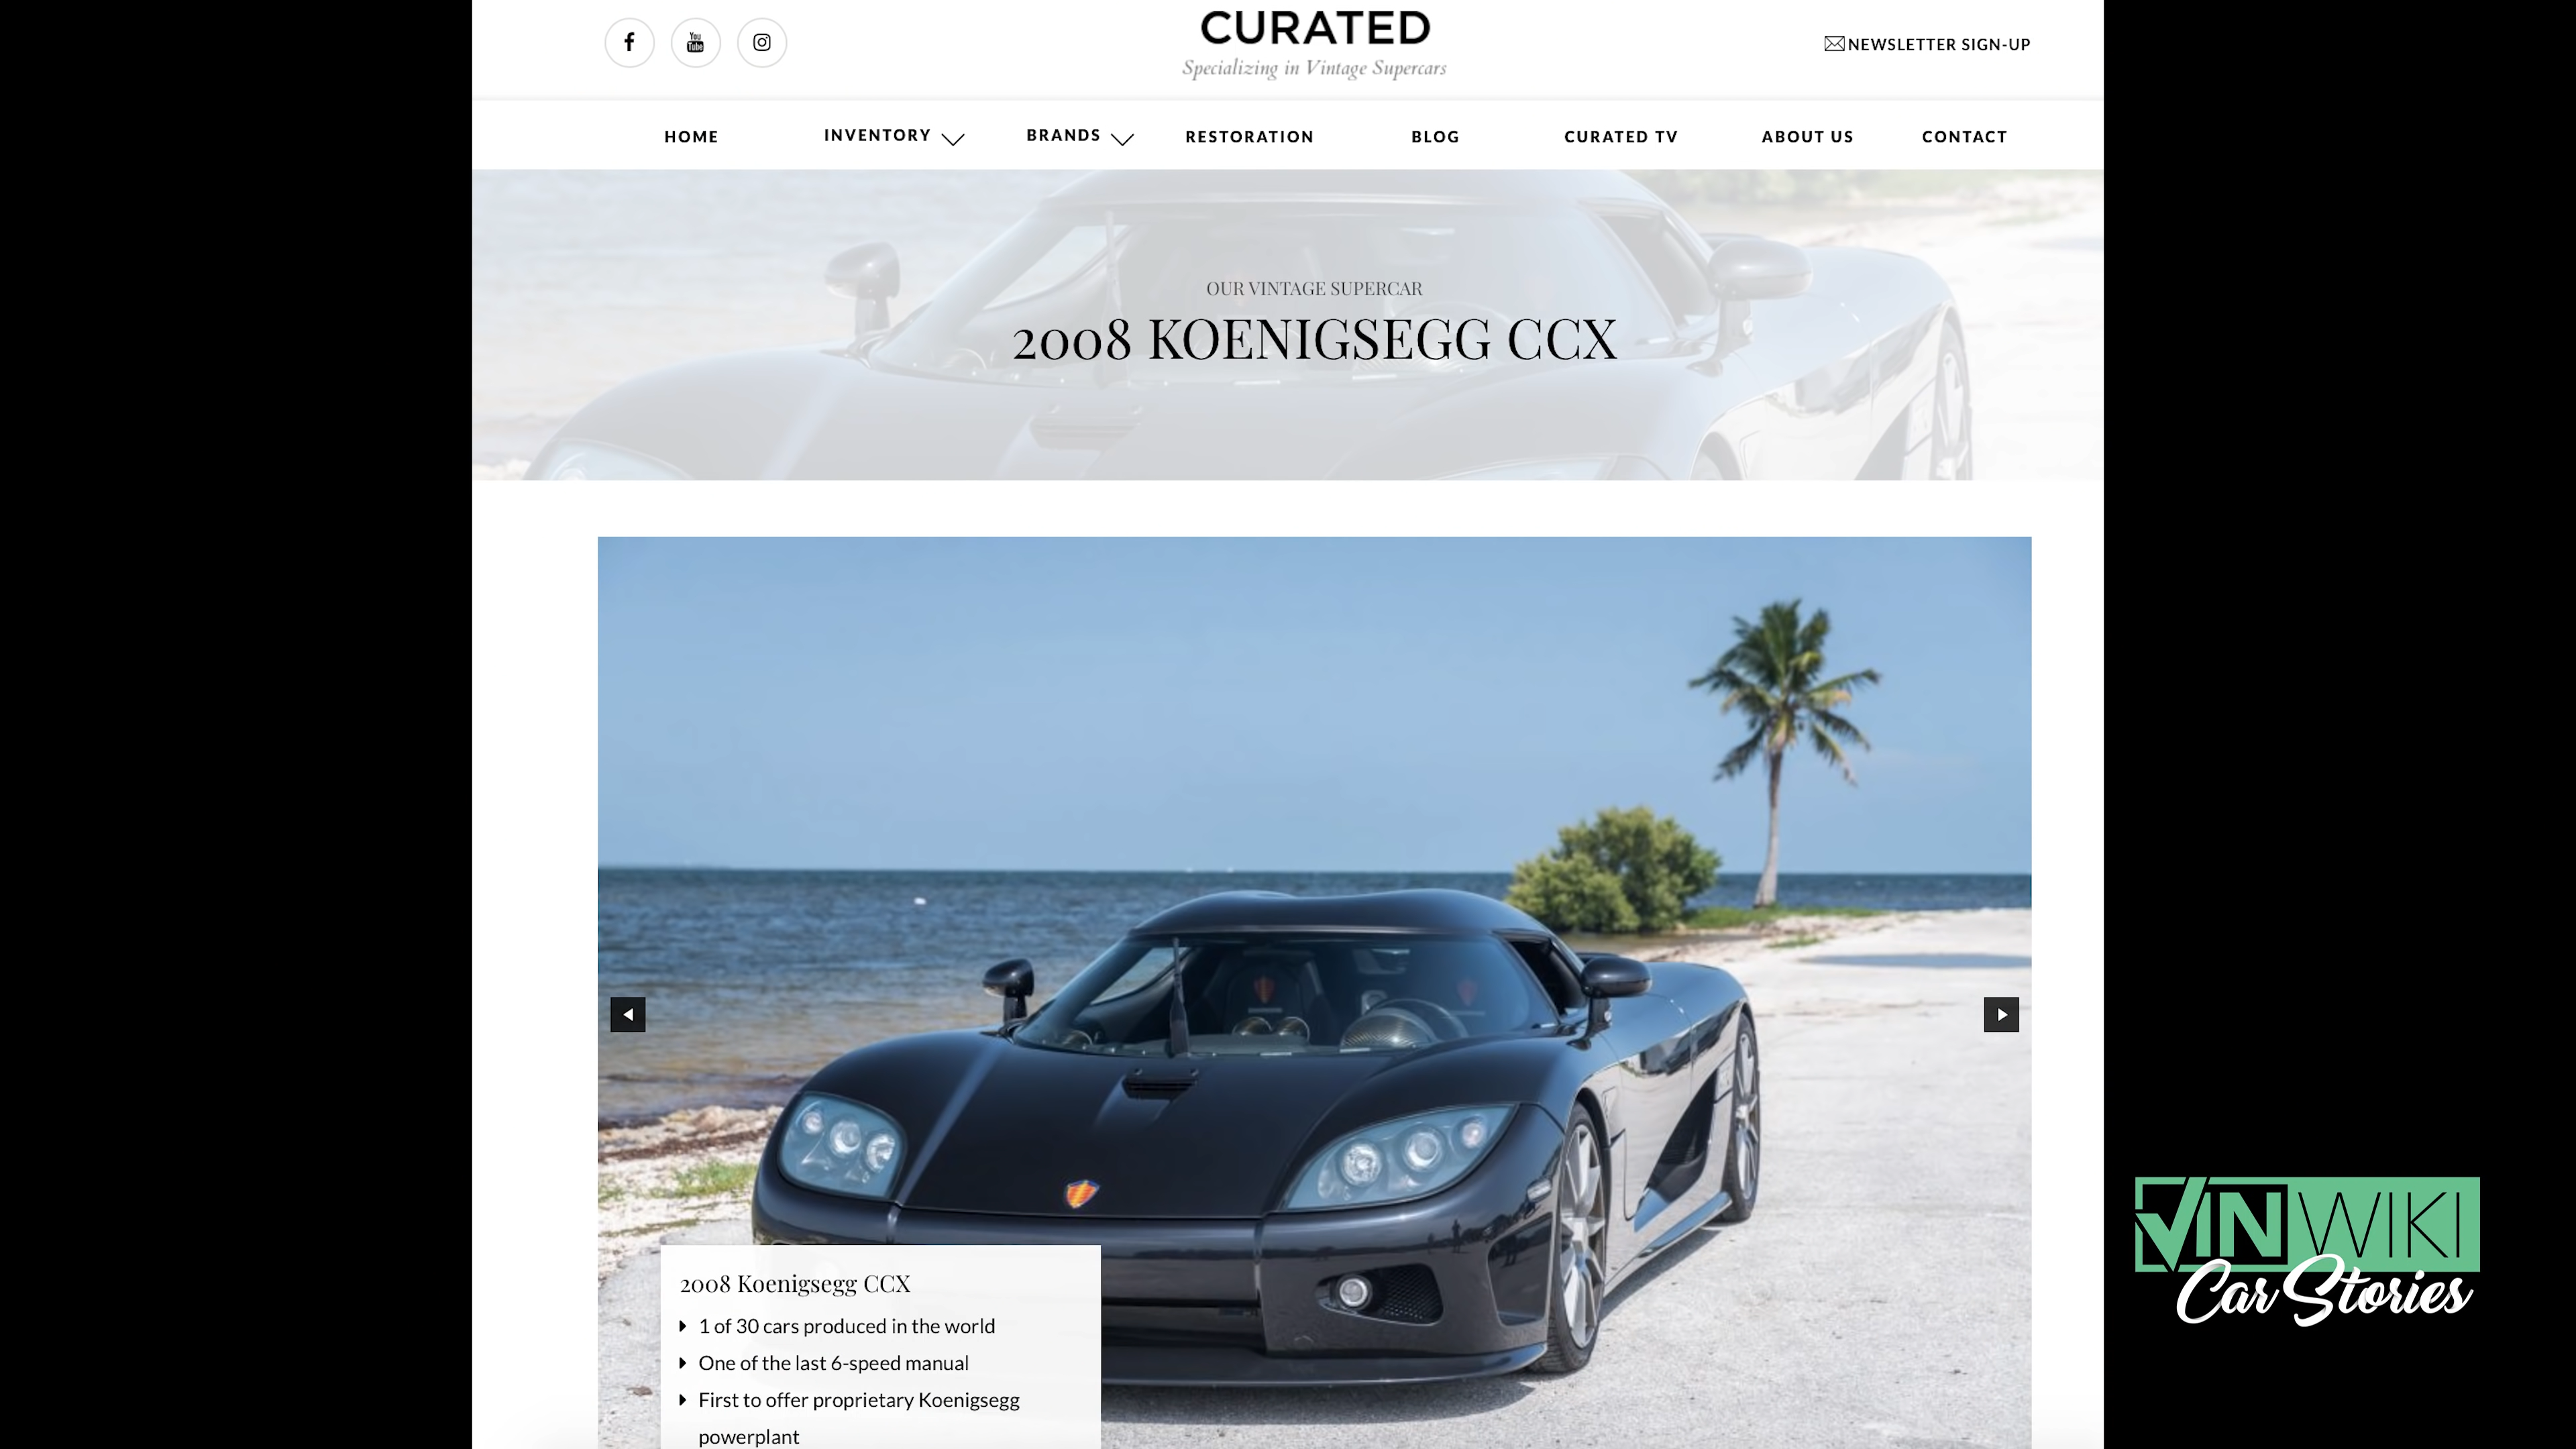 CURATED
Specializing in Vintage Supercars
You
Tube
NEWSLETTER SIGN-UP
HOME
INVENTORY
BRANDS
RESTORATION
BLOG
CURATED TV
ABOUT US
CONTACT
OUR VINTAGE SUPERCAR
2008 KOENIGSEGG CCX
2008 Koenigsegg CCX
1 of 30 cars produced in the world
One of the last 6-speed manual
First to offer proprietary Koenigsegg
powerplant
VINWIKI
Car Stories